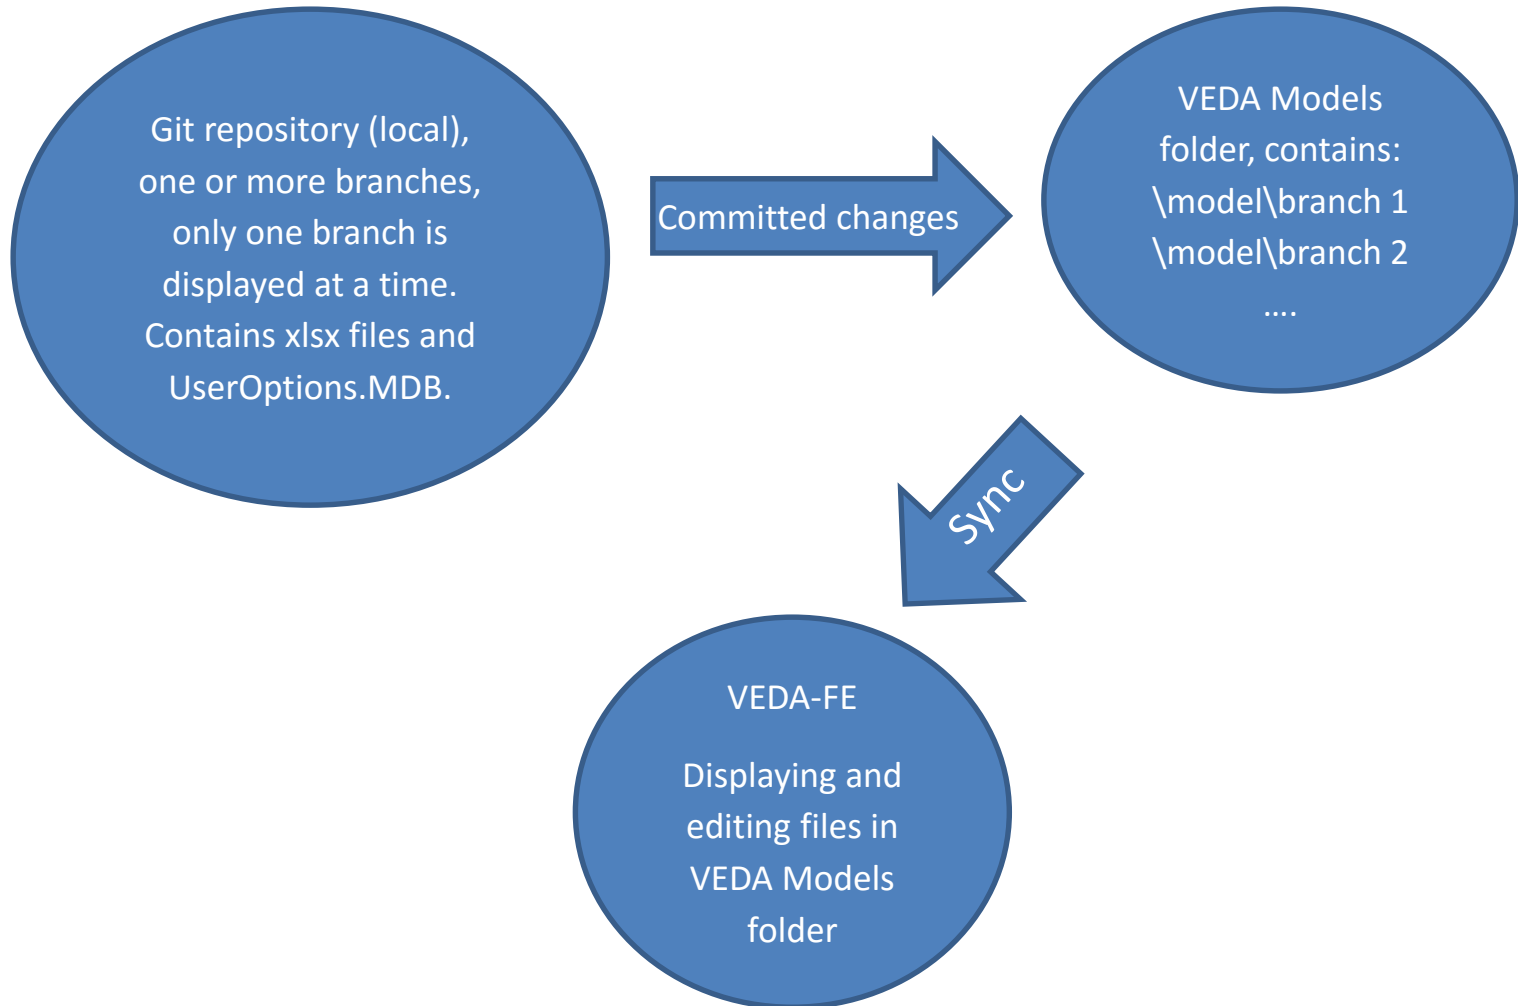 Git repository (local),
one or more branches,
only one branch is
displayed at a time.
Contains xlsx files and
UserOptions.MDB.
Committed changes
VEDA Models
folder, contains:
\model\branch 1
\model\branch 2
....
Sync
VEDA-FE
Displaying and
editing files in
VEDA Models
folder